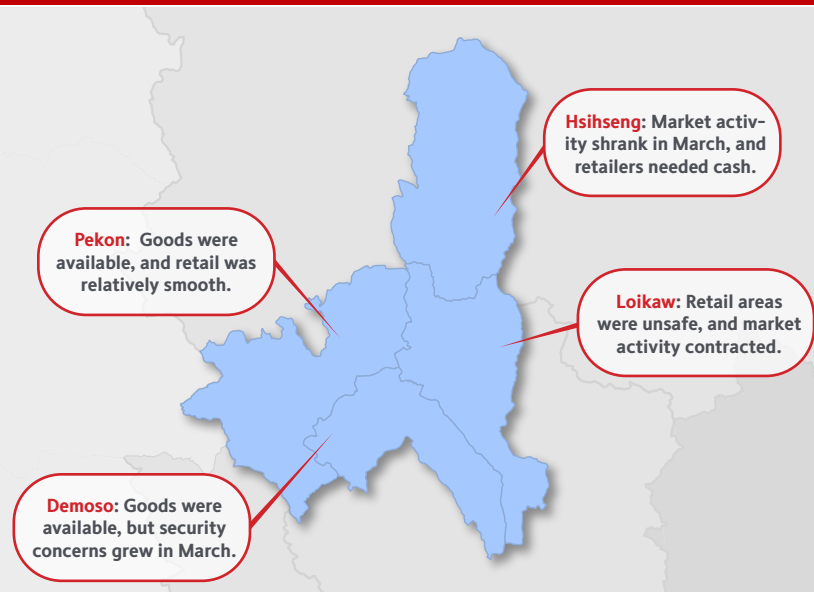 Hsihseng: Market activ-
ity shrank in March, and
retailers needed cash.
Pekon: Goods were
available, and retail was
relatively smooth.
Loikaw: Retail areas
were unsafe, and market
activity contracted.
Demoso: Goods were
available, but security
concerns grew in March.